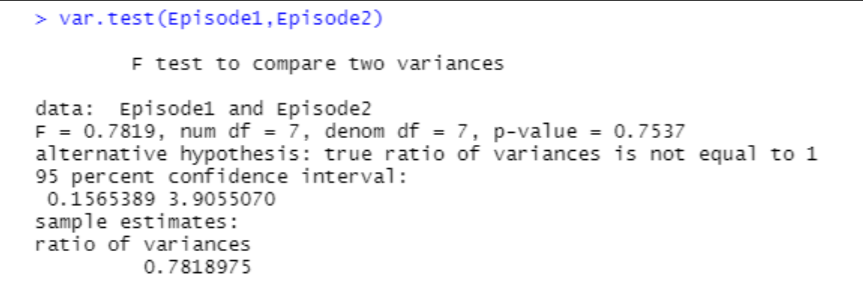 > var.test(Episode1,Episode2)
F test to compare two variances
data:  Episode1 and Episode2
F = 0.7819, num df = 7, denom df = 7, p-value = 0.7537
alternative hypothesis: true ratio of variances is not equal to 1
95 percent confidence interval:
0.1565389 3.9055070
sample estimates:
ratio of variances
0.7818975